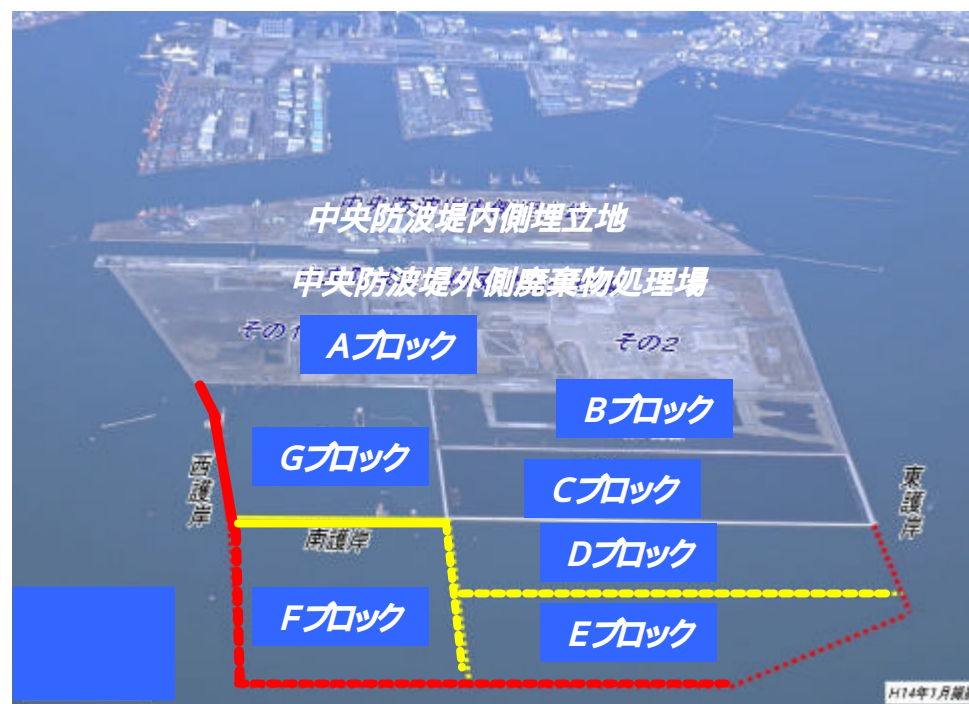 中央防波堤内側埋立地
中央防波堤外側廃棄物処理場
その1
Aブロック
その2
Bブロック
Gブロック
Cブロック
西護岸
東護岸
南護岸
Dブロック
Fブロック
Eブロック
H14年1月撮影